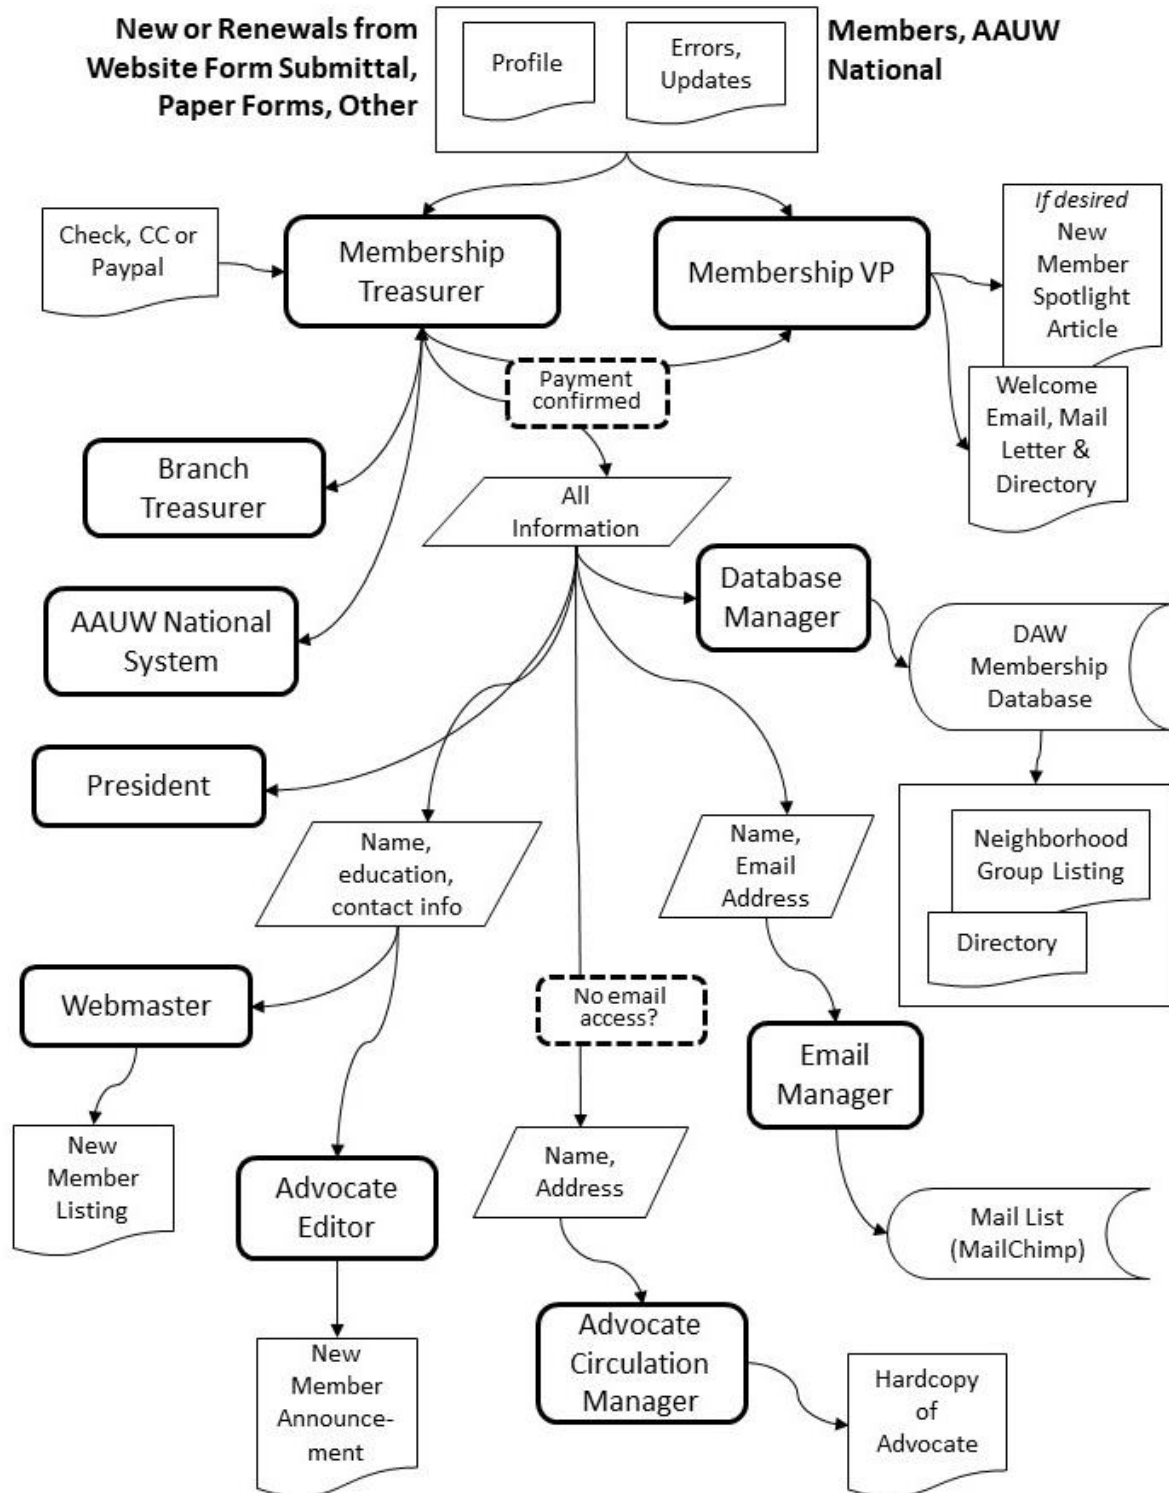 New or Renewals from
Website Form Submittal,
Paper Forms, Other
Profile
Errors,
Updates
Members, AAUW
National
Check, CC or
Paypal
Membership
Treasurer
Membership VP
If desired
New
Member
Spotlight
Article
Payment
confirmed
Welcome
Email, Mail
Letter &
Directory
Branch
Treasurer
All
Information
Database
Manager
AAUW National
System
DAW
Membership
Database
President
Name,
education,
contact info
Name,
Email
Address
Neighborhood
Group Listing
Directory
Webmaster
No email
access?
Email
Manager
New
Member
Listing
Advocate
Editor
Name,
Address
Mail List
(MailChimp)
New
Member
Announce-
ment
Advocate
Circulation
Manager
Hardcopy
of
Advocate